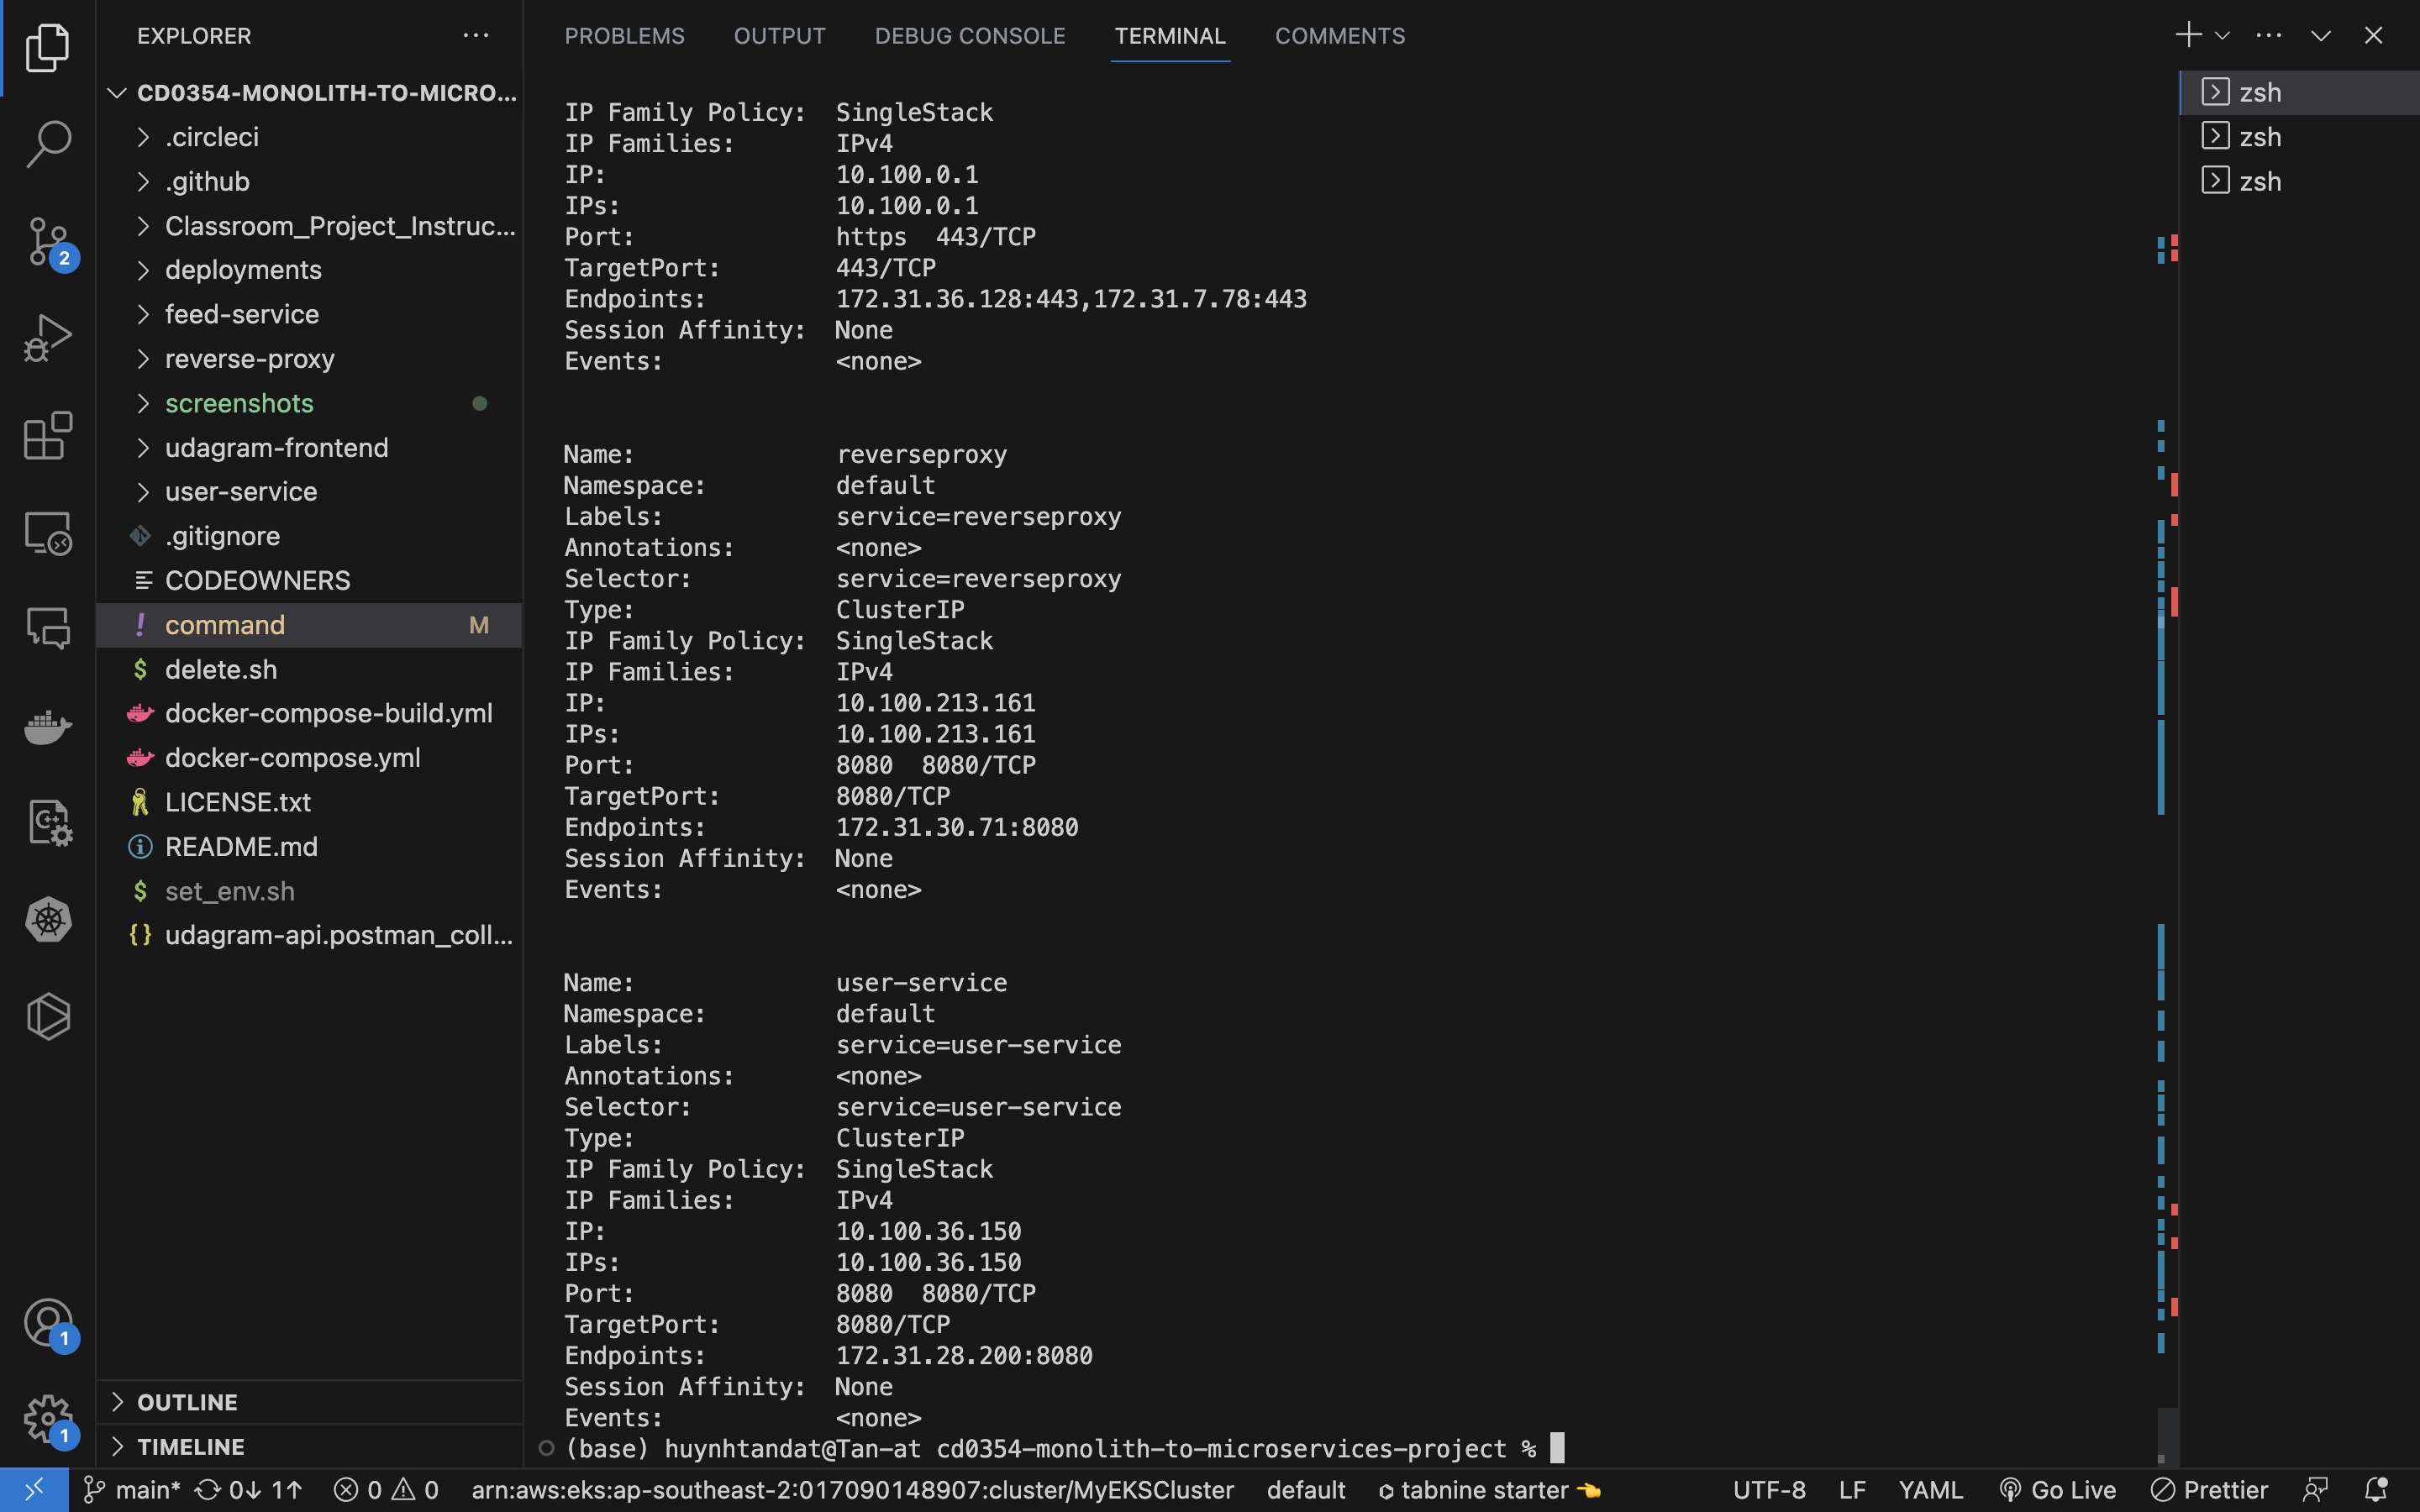 EXPLORER
CD0354-MONOLITH-TO-MICRO...
.circleci
.github
Classroom_Project_Instruc...
deployments
feed-service
reverse-proxy
screenshots
udagram-frontend
user-service
.gitignore
CODEOWNERS
command M
delete.sh
docker-compose-build.yml
docker-compose.yml
LICENSE.txt
README.md
set_env.sh
udagram-api.postman_coll...
OUTLINE
TIMELINE
2
1
1
PROBLEMS OUTPUT DEBUG CONSOLE TERMINAL COMMENTS
IP Family Policy: SingleStack
IP Families: IPv4
IP: 10.100.0.1
IPs: 10.100.0.1
Port: https 443/TCP
TargetPort: 443/TCP
Endpoints: 172.31.36.128:443,172.31.7.78:443
Session Affinity: None
Events: <none>
Name: reverseproxy
Namespace: default
Labels: service=reverseproxy
Annotations: <none>
Selector: service=reverseproxy
Type: ClusterIP
IP Family Policy: SingleStack
IP Families: IPv4
IP: 10.100.213.161
IPs: 10.100.213.161
Port: 8080 8080/TCP
TargetPort: 8080/TCP
Endpoints: 172.31.30.71:8080
Session Affinity: None
Events: <none>
Name: user-service
Namespace: default
Labels: service=user-service
Annotations: <none>
Selector: service=user-service
Type: ClusterIP
IP Family Policy: SingleStack
IP Families: IPv4
IP: 10.100.36.150
IPs: 10.100.36.150
Port: 8080 8080/TCP
TargetPort: 8080/TCP
Endpoints: 172.31.28.200:8080
Session Affinity: None
Events: <none>
(base) huynhtandat@Tan-at cd0354-monolith-to-microservices-project %
zsh
zsh
zsh
main* 0↓ 1↑ 0 0 arn:aws:eks:ap-southeast-2:017090148907:cluster/MyEKSCluster default tabnine starter 👈 UTF-8 LF YAML Go Live Prettier